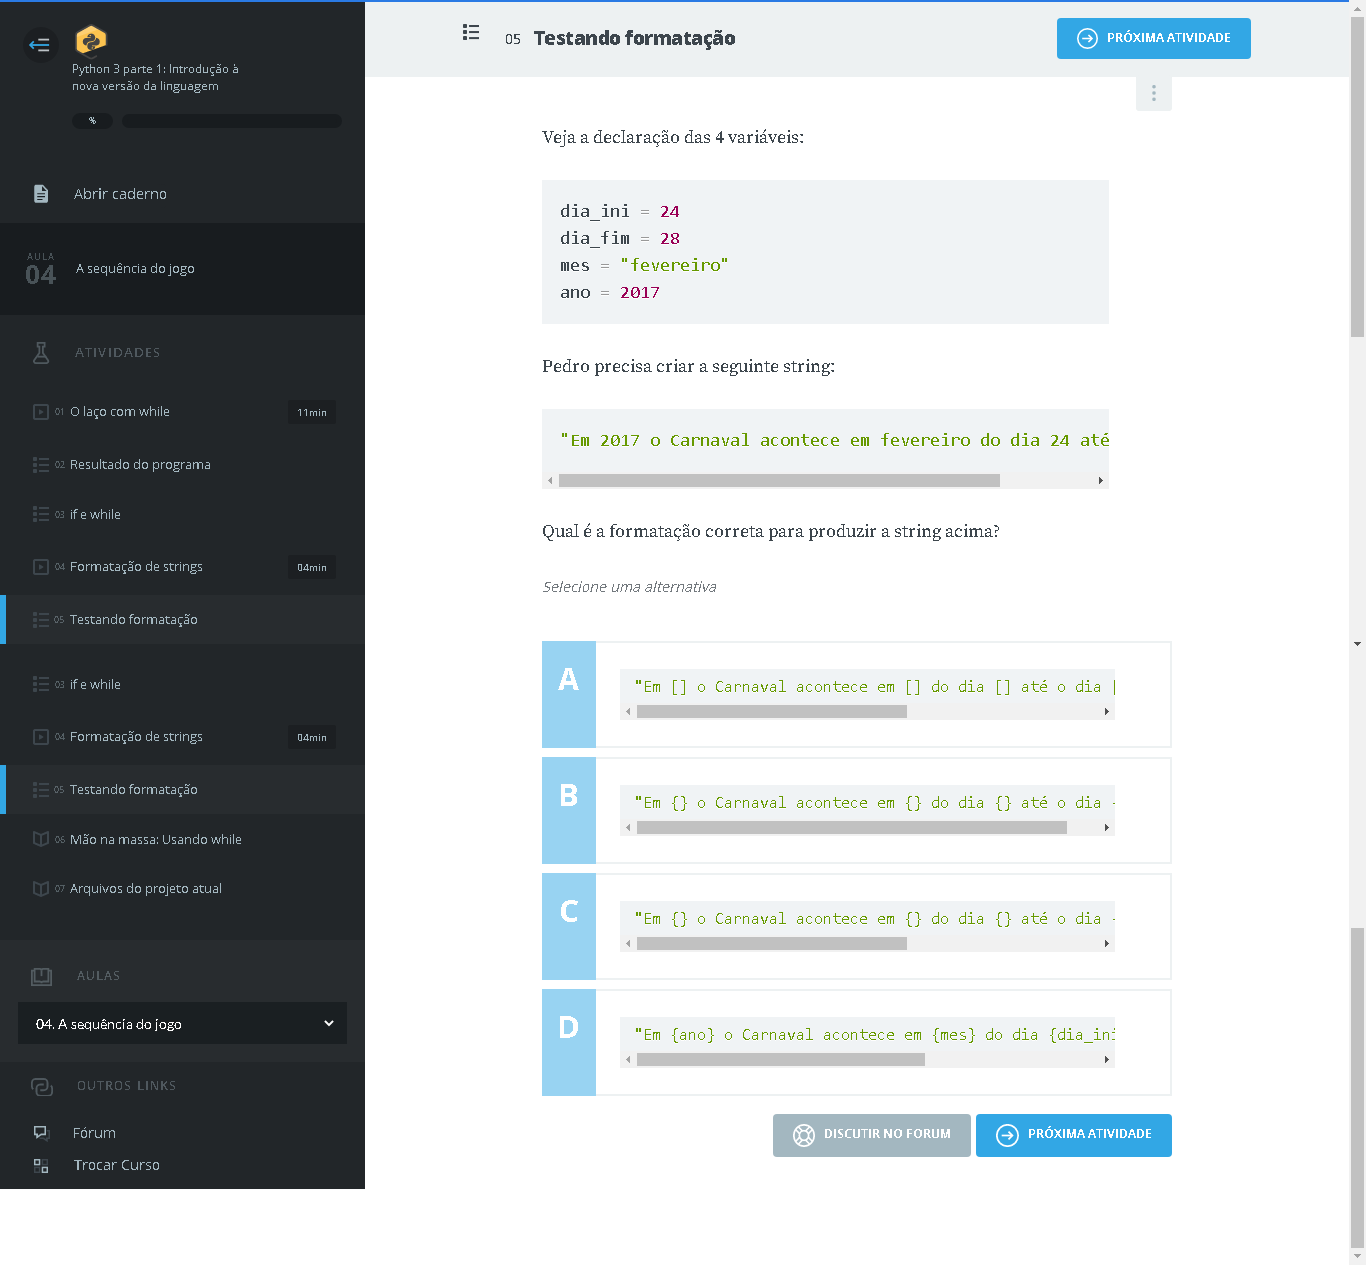 Python 3 parte 1: Introdução à
nova versão da linguagem
%
Abrir caderno
AULA
04
A sequência do jogo
ATIVIDADES
01 O laço com while 11min
02 Resultado do programa
03 if e while
04 Formatação de strings 04min
05 Testando formatação
03 if e while
04 Formatação de strings 04min
05 Testando formatação
06 Mão na massa: Usando while
07 Arquivos do projeto atual
AULAS
04. A sequência do jogo
OUTROS LINKS
Fórum
Trocar Curso
05 Testando formatação
PRÓXIMA ATIVIDADE
Veja a declaração das 4 variáveis:
dia_ini = 24
dia_fim = 28
mes = "fevereiro"
ano = 2017
Pedro precisa criar a seguinte string:
"Em 2017 o Carnaval acontece em fevereiro do dia 24 até
Qual é a formatação correta para produzir a string acima?
Selecione uma alternativa
A
"Em [] o Carnaval acontece em [] do dia [] até o dia [
B
"Em {} o Carnaval acontece em {} do dia {} até o dia
C
"Em {} o Carnaval acontece em {} do dia {} até o dia
D
"Em {ano} o Carnaval acontece em {mes} do dia {dia_ini
DISCUTIR NO FORUM
PRÓXIMA ATIVIDADE